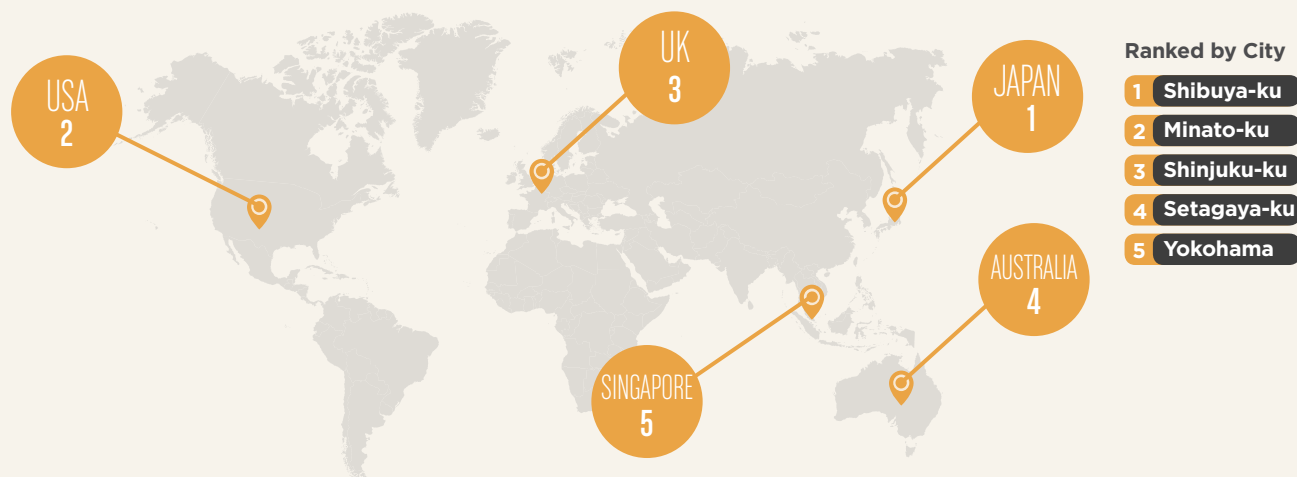 USA
2
UK
3
JAPAN
1
AUSTRALIA
4
SINGAPORE
5
Ranked by City
1 Shibuya-ku
2 Minato-ku
3 Shinjuku-ku
4 Setagaya-ku
5 Yokohama